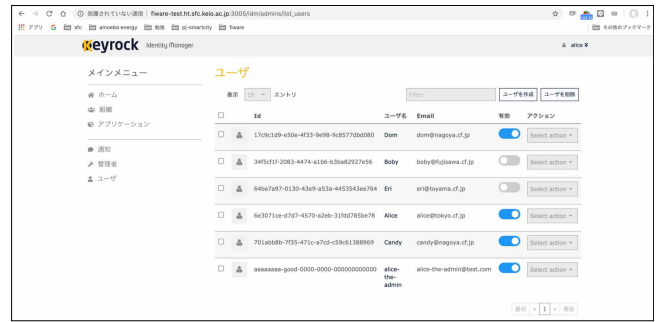 保護されていない通信 | fiware-test.ht.sfc.keio.ac.jp:3005/idm/admins/list_users
アプリ G sfc amoeba energy 勉強 pj-smartcity fiware その他のブックマーク
keyrock Identity Manager alice
メインメニュー
ホーム
組織
アプリケーション
通知
管理者
ユーザ
ユーザ
表示 15 エントリ Filter ユーザを作成 ユーザを削除
Id ユーザ名 Email 有効 アクション
17c9c1d9-e50e-4f33-9e98-9c8577dbd080 Dom dom@nagoya.cf.jp Select action
34f5cf1f-2083-4474-a1b6-b3ba82927e56 Boby boby@fujisawa.cf.jp Select action
64be7a97-0130-43e9-a53a-4453543ee764 Eri eri@toyama.cf.jp Select action
6e3071ce-d7d7-4570-a2eb-31fdd785be78 Alice alice@tokyo.cf.jp Select action
701abb8b-7f35-471c-a7cd-c59c61388969 Candy candy@nagoya.cf.jp Select action
aaaaaaaa-good-0000-0000-000000000000 alice-the-admin alice-the-admin@test.com Select action
最初 « 1 » 最後